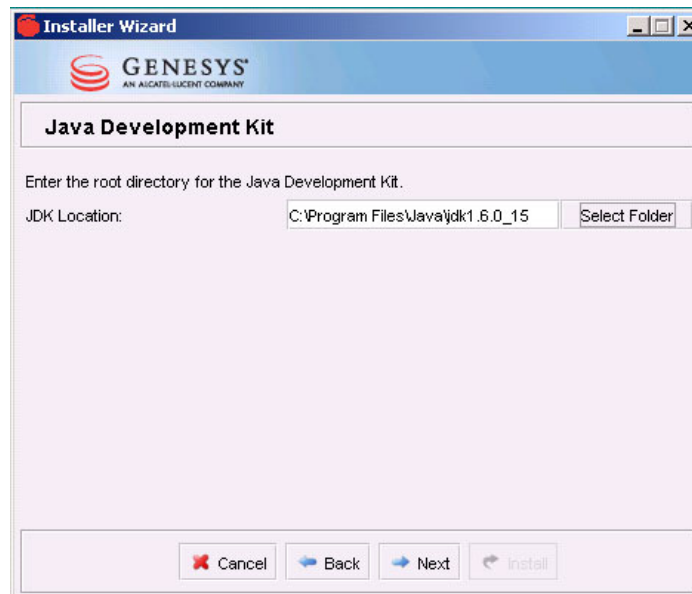 Installer Wizard
GENESYS
AN ALCATEL-LUCENT COMPANY
Java Development Kit
Enter the root directory for the Java Development Kit.
JDK Location: C:\Program Files\Java\jdk1.6.0_15 Select Folder
Cancel Back Next Install